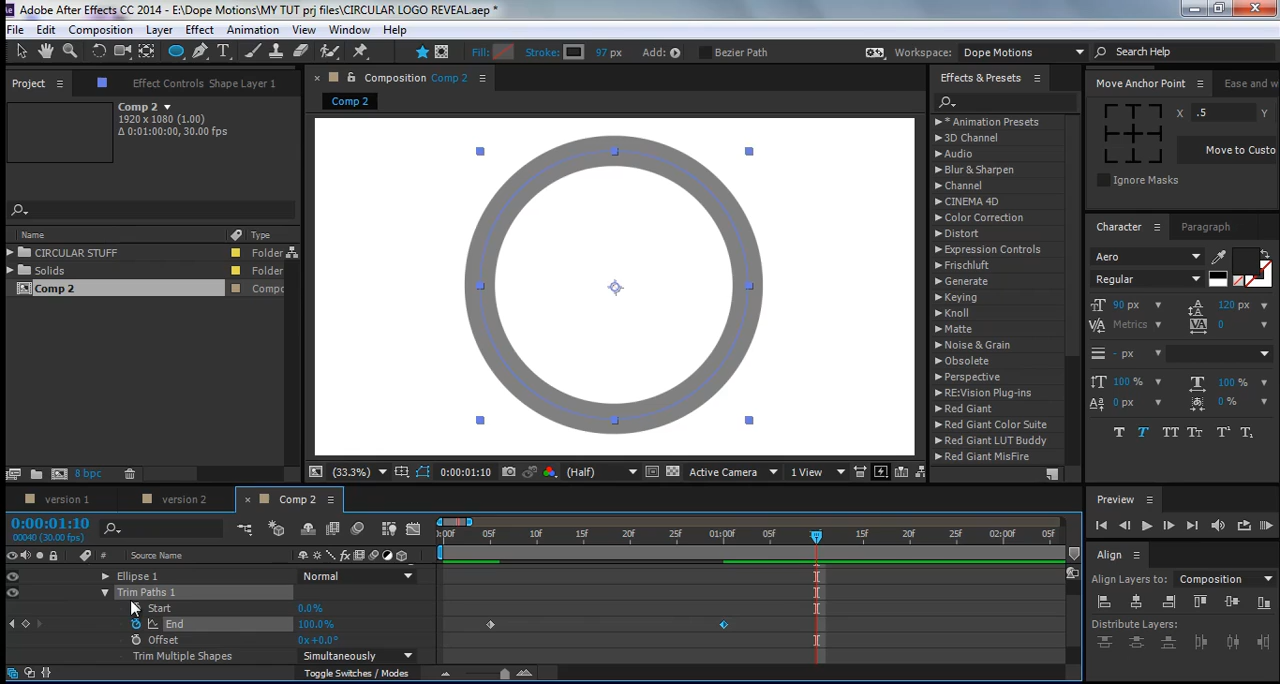 Adobe After Effects CC 2014 - E:\Dope Motions\MY TUT prj files\CIRCULAR LOGO REVEAL.aep *
File Edit Composition Layer Effect Animation View Window Help
Fill: Stroke: 97 px Add: Bezier Path Workspace: Dope Motions Search Help
Project Effect Controls Shape Layer 1
Comp 2
1920 x 1080 (1.00)
Δ 0:01:00:00, 30.00 fps
Name Type
CIRCULAR STUFF Folder
Solids Folder
Comp 2 Compo
8 bpc
Composition Comp 2
Comp 2
(33.3%) 0:00:01:10 (Half) Active Camera 1 View
Effects & Presets
* Animation Presets
3D Channel
Audio
Blur & Sharpen
Channel
CINEMA 4D
Color Correction
Distort
Expression Controls
Frischluft
Generate
Keying
Knoll
Matte
Noise & Grain
Obsolete
Perspective
RE:Vision Plug-ins
Red Giant
Red Giant Color Suite
Red Giant LUT Buddy
Red Giant MisFire
Move Anchor Point Ease and w
X .5 Y
Move to Custo
Ignore Masks
Character Paragraph
Aero
Regular
90 px 120 px
Metrics 0
- px
100 % 100 %
0 px 0 %
T T TT Tt T¹ T₁
version 1 version 2 Comp 2
0:00:01:10
00040 (30.00 fps)
# Source Name
:00f 05f 10f 15f 20f 25f 01:00f 05f 15f 20f 25f 02:00f 05f
Ellipse 1 Normal
Trim Paths 1
Start 0.0%
End 100.0%
Offset 0x+0.0°
Trim Multiple Shapes Simultaneously
Toggle Switches / Modes
Preview
Align
Align Layers to: Composition
Distribute Layers: